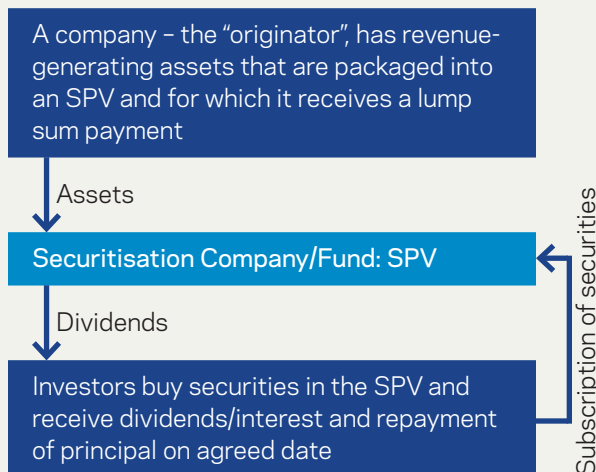 A company – the “originator”, has revenue-
generating assets that are packaged into
an SPV and for which it receives a lump
sum payment
Assets
Securitisation Company/Fund: SPV
Dividends
Investors buy securities in the SPV and
receive dividends/interest and repayment
of principal on agreed date
Subscription of securities